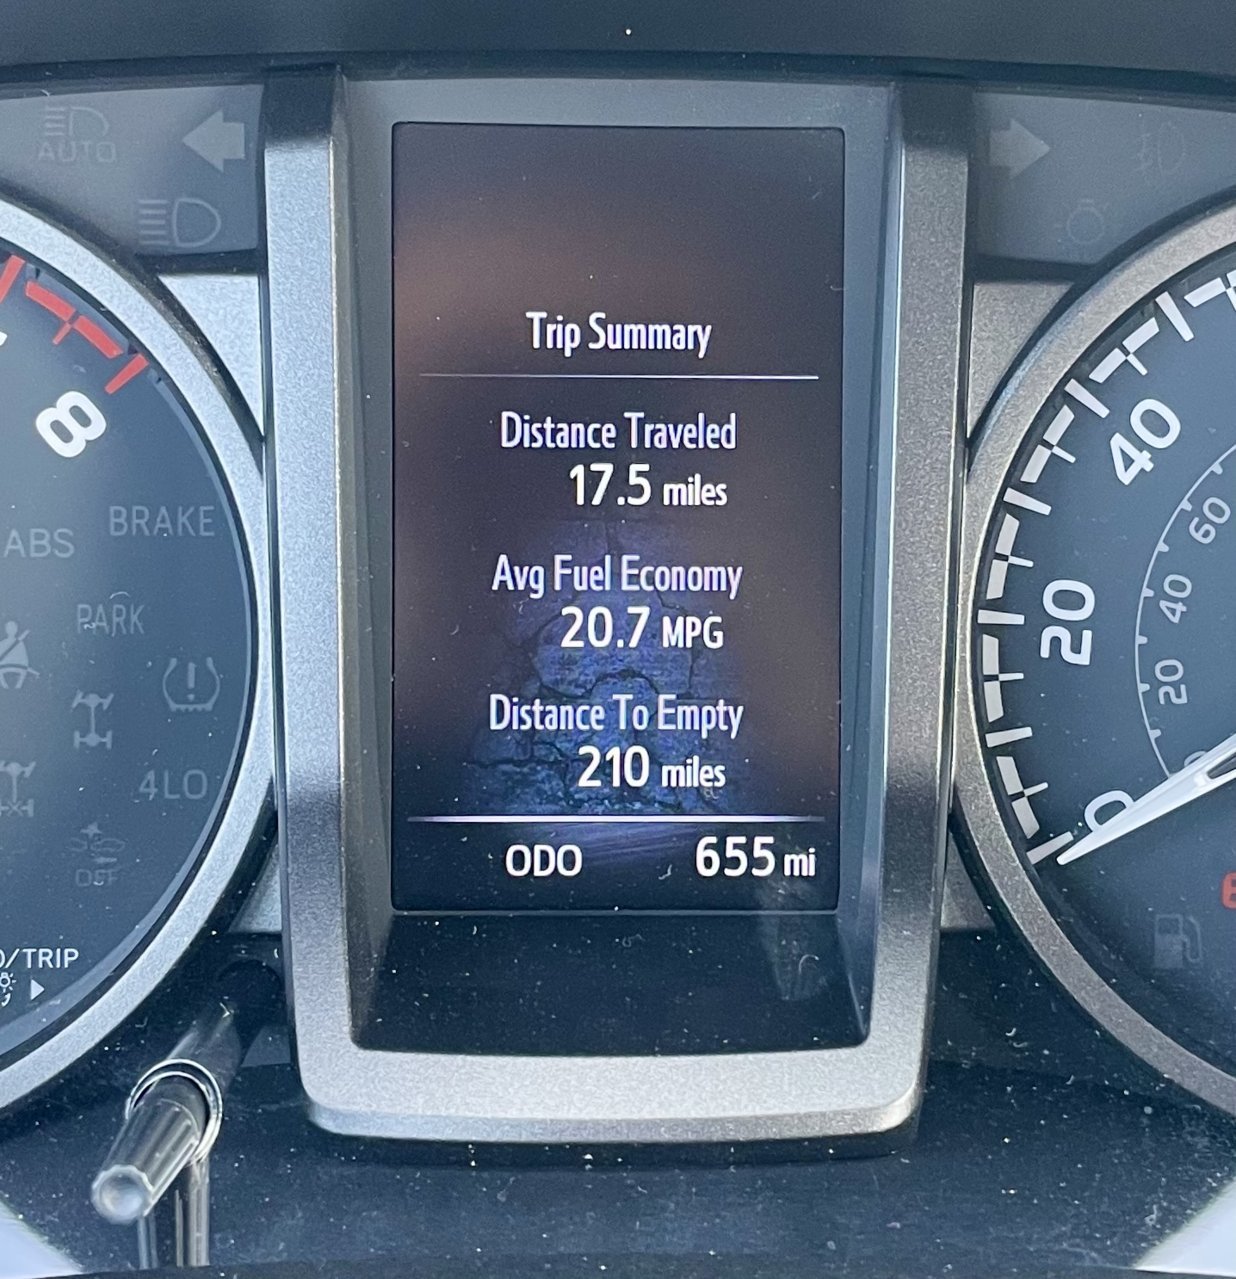 AUTO
8
ABS
BRAKE
PARK
4LO
OFF
/TRIP
Trip Summary
Distance Traveled
17.5 miles
Avg Fuel Economy
20.7 MPG
Distance To Empty
210 miles
ODO 655 mi
40
60
20
40
20
0